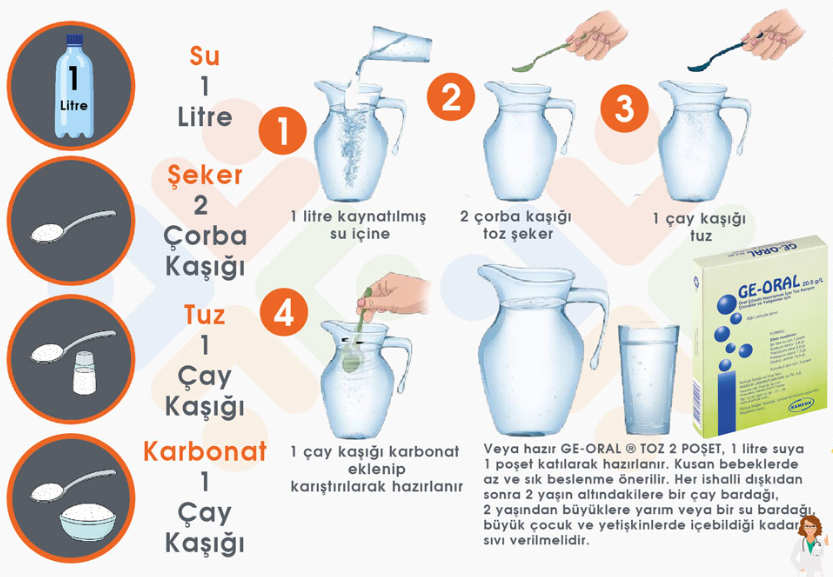 1
Litre
Su
1
Litre
Şeker
2
Çorba
Kaşığı
Tuz
1
Çay
Kaşığı
Karbonat
1
Çay
Kaşığı
1
1 litre kaynatılmış
su içine
2
2 çorba kaşığı
toz şeker
3
1 çay kaşığı
tuz
4
1 çay kaşığı karbonat
eklenip
karıştırılarak hazırlanır
GE-ORAL 20.5 g/L
KANSUK
Veya hazır GE-ORAL ® TOZ 2 POŞET, 1 litre suya
1 poşet katılarak hazırlanır. Kusan bebeklerde
az ve sık beslenme önerilir. Her ishalli dışkıdan
sonra 2 yaşın altındakilere bir çay bardağı,
2 yaşından büyüklere yarım veya bir su bardağı,
büyük çocuk ve yetişkinlerde içebildiği kadar
sıvı verilmelidir.